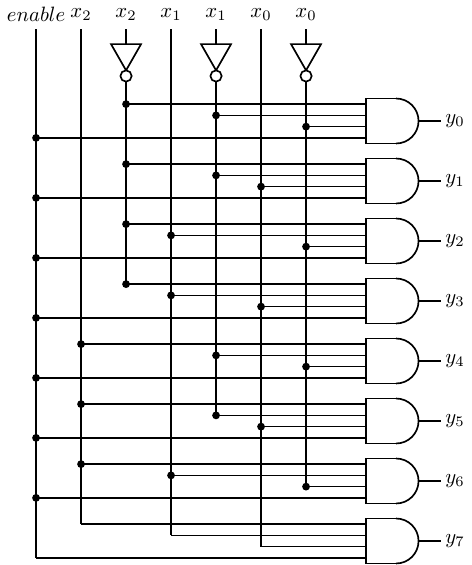 enable x₂ x₂ x₁ x₁ x₀ x₀
y₀
y₁
y₂
y₃
y₄
y₅
y₆
y₇